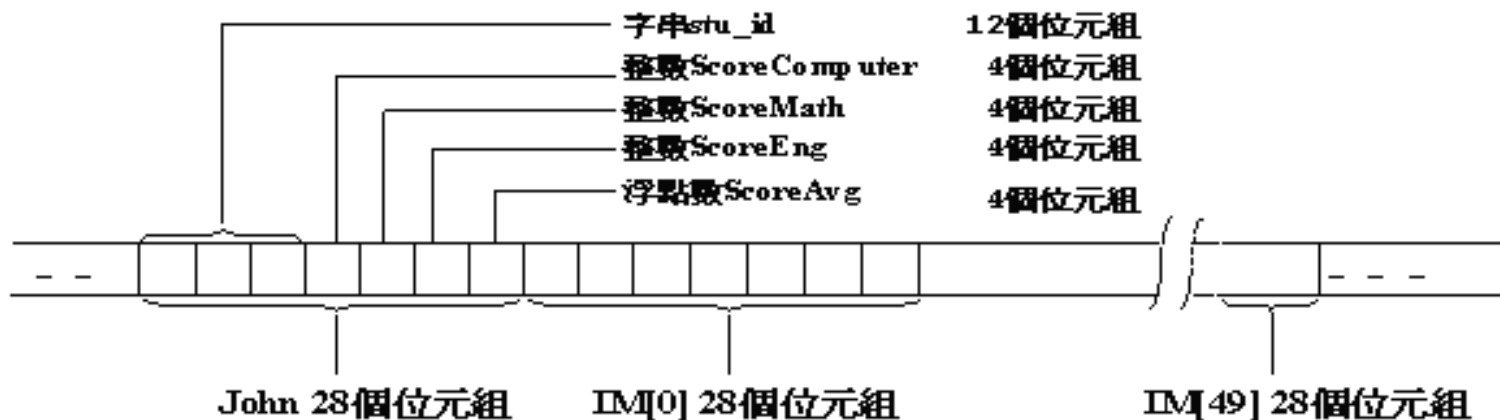 字串stu_id 12個位元組
整數ScoreComputer 4個位元組
整數ScoreMath 4個位元組
整數ScoreEng 4個位元組
浮點數ScoreAvg 4個位元組
John 28個位元組 IM[0] 28個位元組 IM[49] 28個位元組